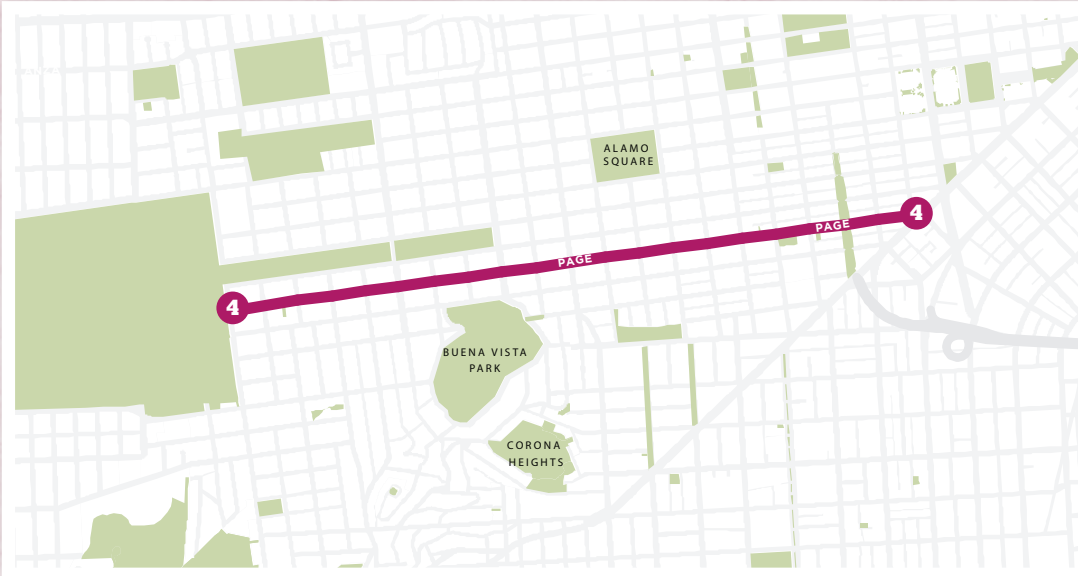 ALAMO
SQUARE
4
PAGE
PAGE
4
BUENA VISTA
PARK
CORONA
HEIGHTS